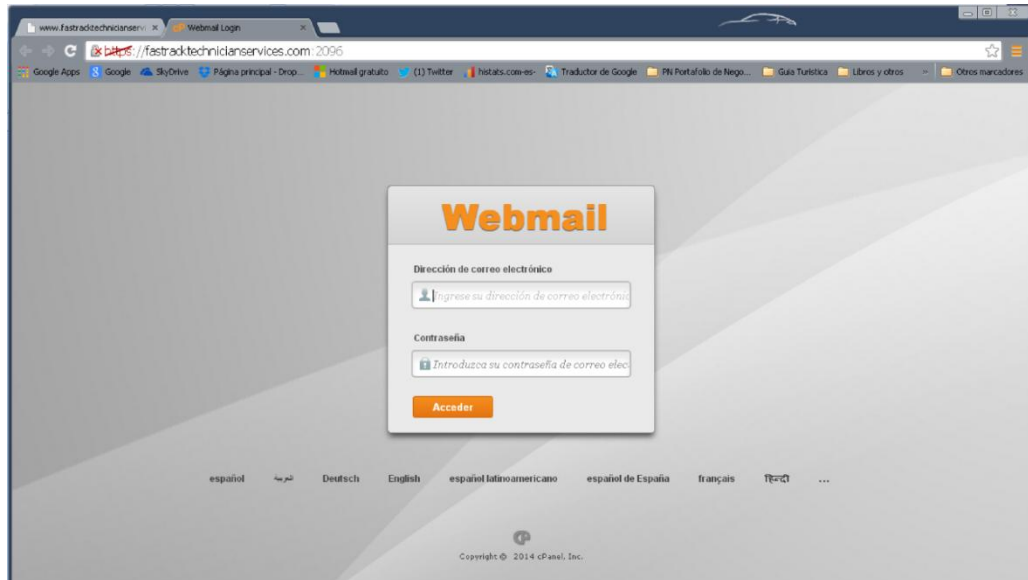 www.fastracktechnicianservi
Webmail Login
https://fastracktechnicianservices.com:2096
Google Apps
Google
SkyDrive
Página principal - Drop...
Hotmail gratuito
(1) Twitter
histats.com-es-
Traductor de Google
PN Portafolio de Nego...
Guia Turistica
Libros y otros
»
Otros marcadores
Webmail
Dirección de correo electrónico
Ingrese su dirección de correo electrónic
Contraseña
Introduzca su contraseña de correo elec
Acceder
español العربية Deutsch English español latinoamericano español de España français हिन्दी ...
cP
Copyright © 2014 cPanel, Inc.